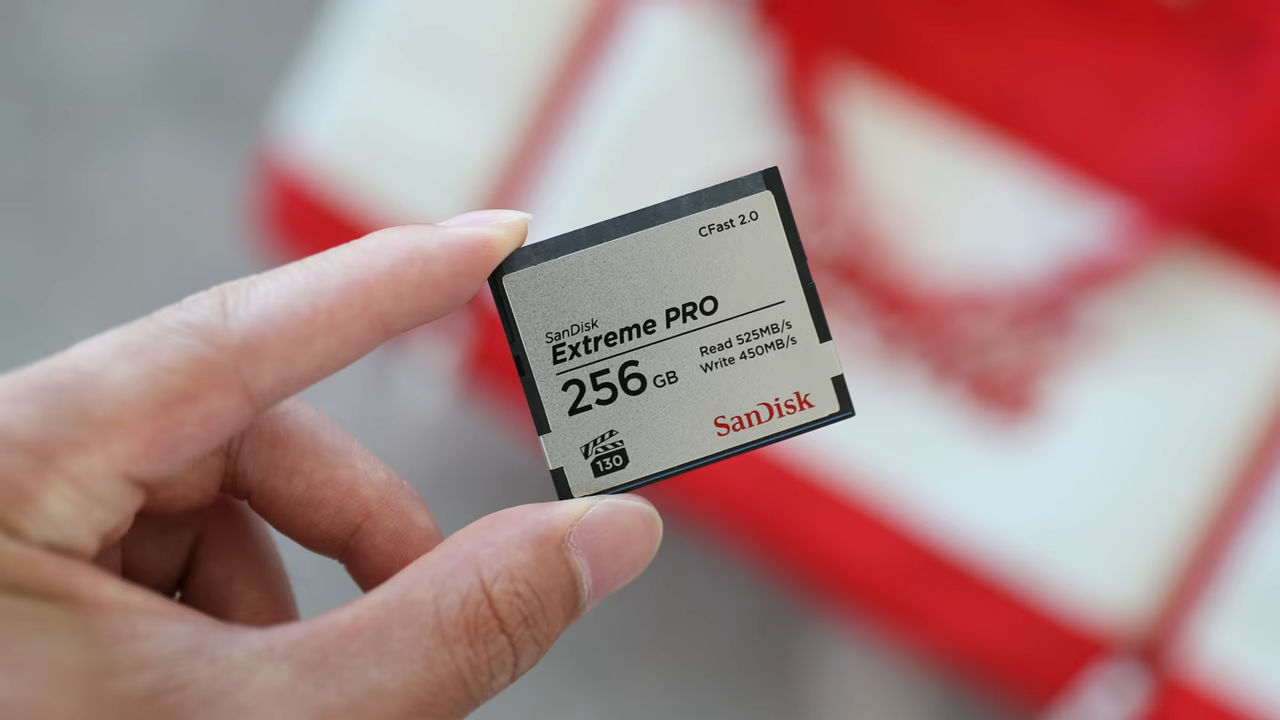 CFast 2.0
SanDisk
Extreme PRO
256 GB
Read 525MB/s
Write 450MB/s
SanDisk
130